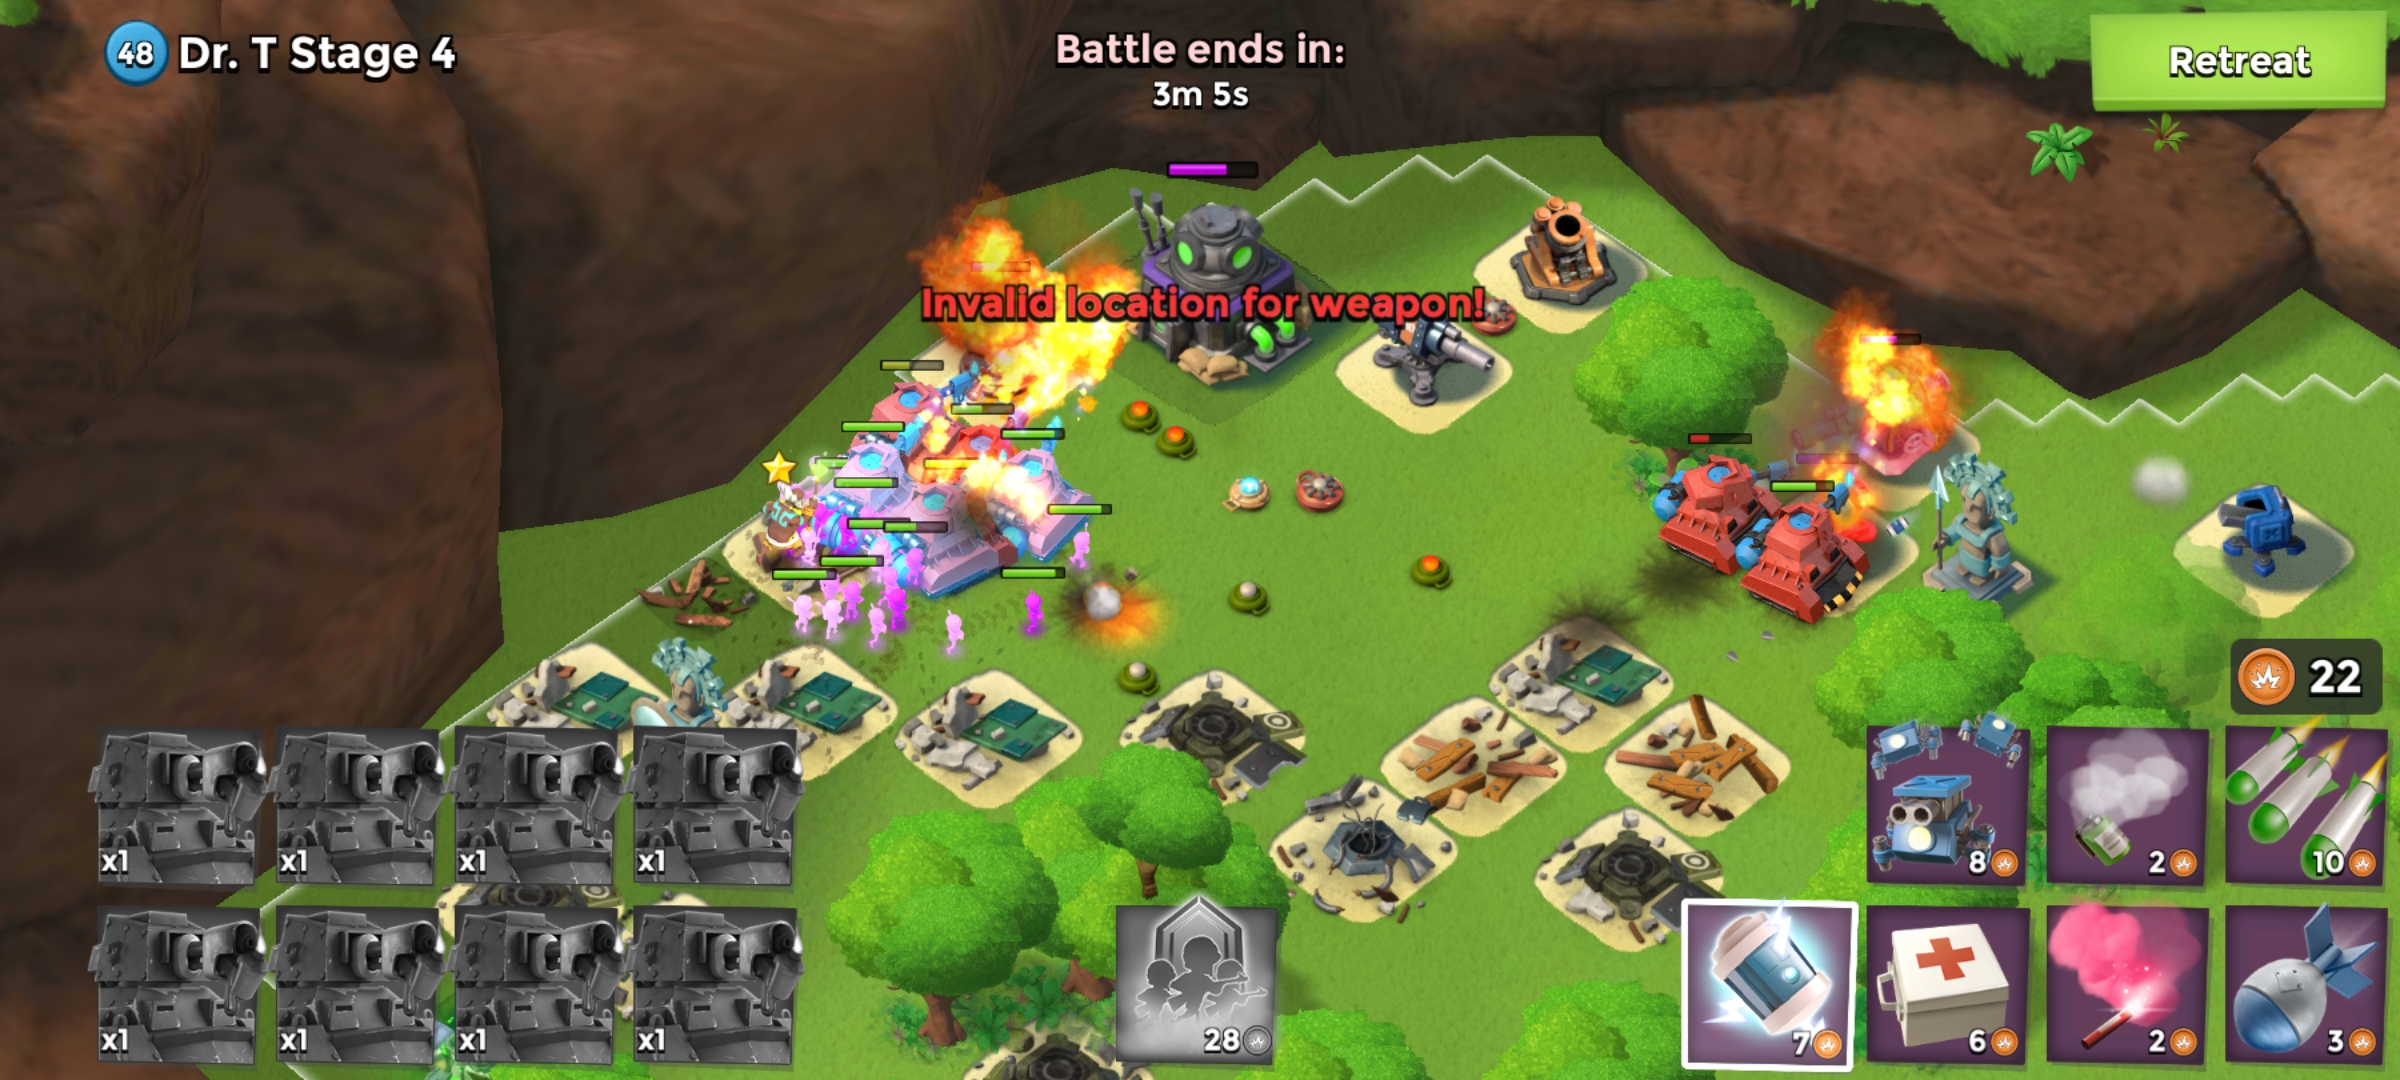 48 Dr. T Stage 4
Battle ends in:
3m 5s
Retreat
Invalid location for weapon!
22
8
2
10
x1
x1
x1
x1
x1
x1
x1
x1
28
7
6
2
3